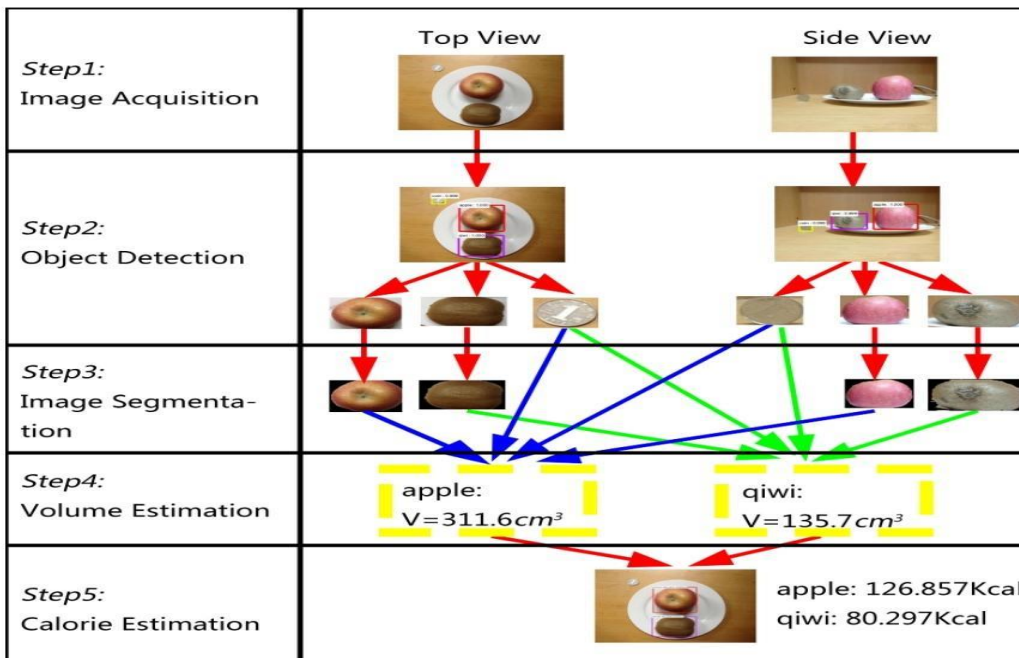 Top View
Side View
Step1:
Image Acquisition
Step2:
Object Detection
1
Step3:
Image Segmenta-
tion
Step4:
Volume Estimation
apple:
V=311.6cm³
qiwi:
V=135.7cm³
Step5:
Calorie Estimation
apple: 126.857Kcal
qiwi: 80.297Kcal